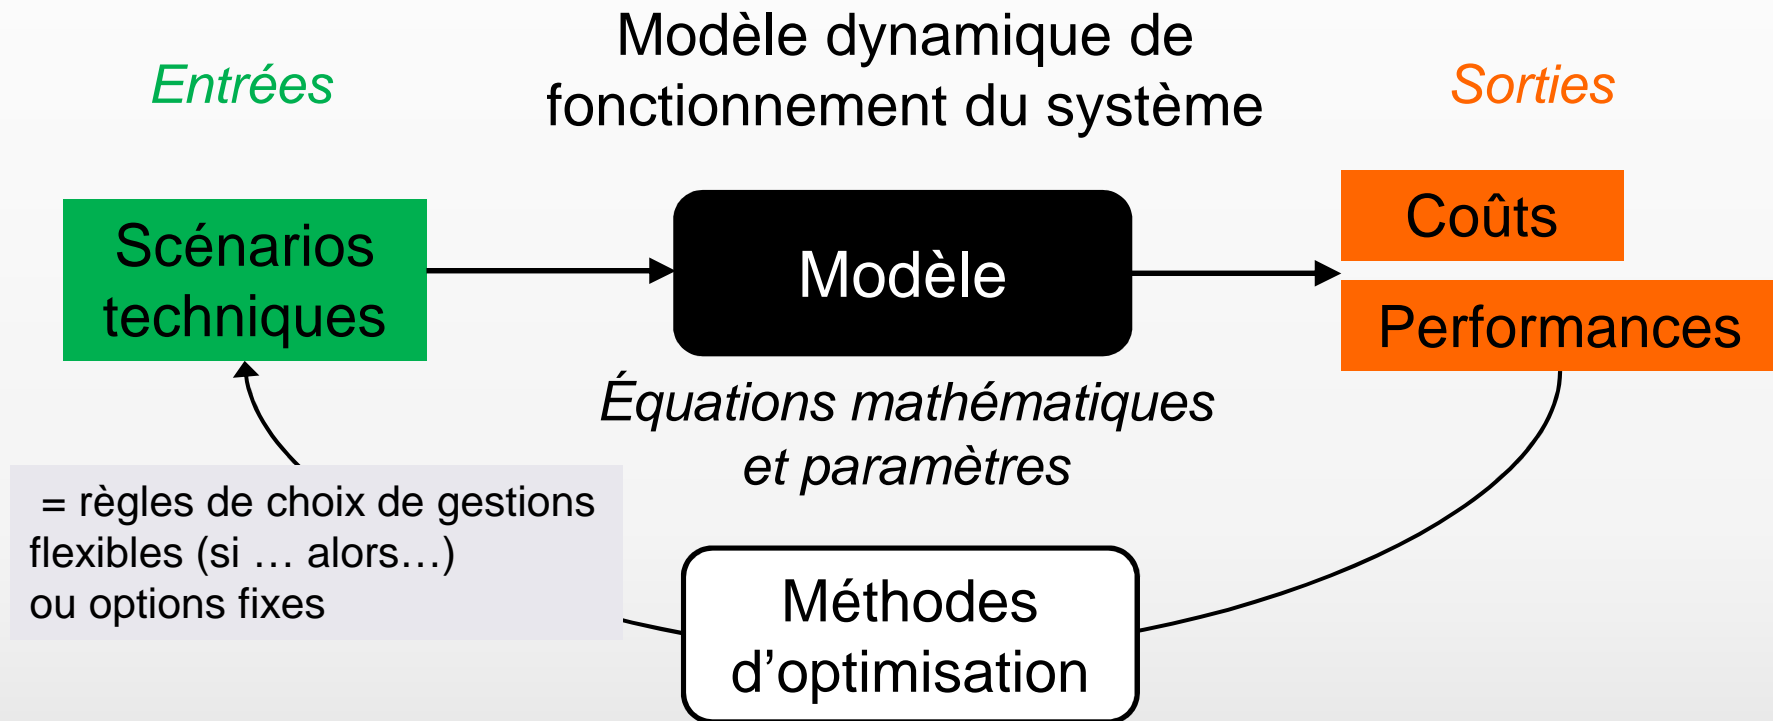 Modèle dynamique de
fonctionnement du système
Entrées
Sorties
Scénarios
techniques
Modèle
Coûts
Performances
Équations mathématiques
et paramètres
= règles de choix de gestions
flexibles (si … alors…)
ou options fixes
Méthodes
d’optimisation